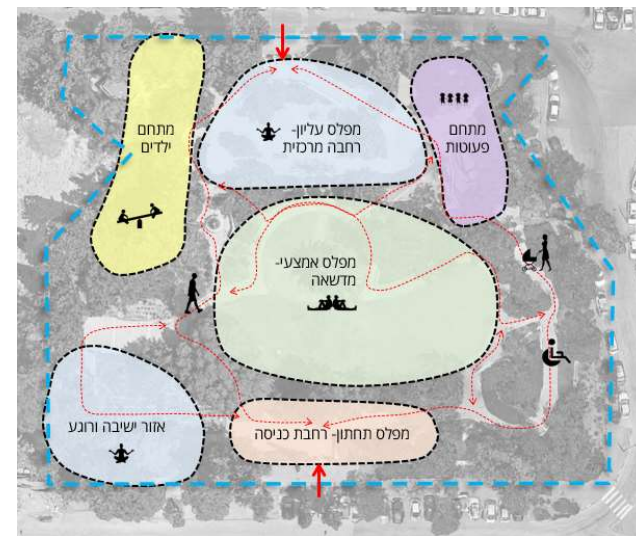 מתחם
פעוטות
מפלס עליון-
רחבה מרכזית
מתחם
ילדים
מפלס אמצעי-
מדשאה
אזור ישיבה ורוגע
מפלס תחתון- רחבת כניסה